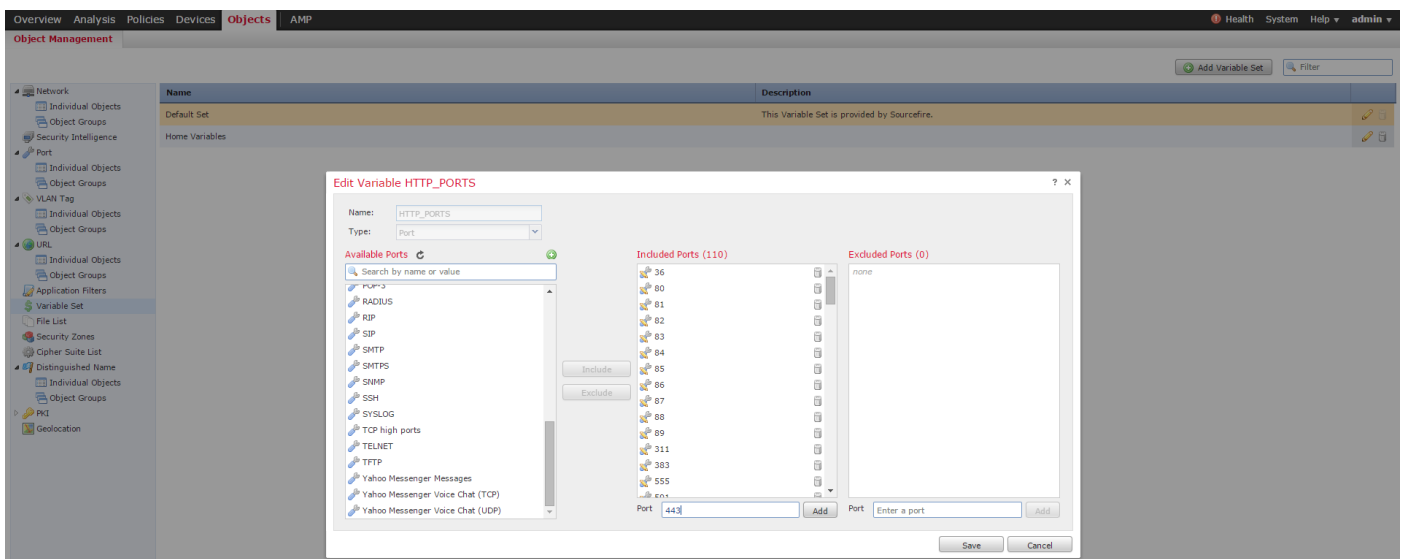 Overview Analysis Policies Devices Objects AMP Health System Help admin
Object Management
Add Variable Set Filter
Network
Individual Objects
Object Groups
Security Intelligence
Port
Individual Objects
Object Groups
VLAN Tag
Individual Objects
Object Groups
URL
Individual Objects
Object Groups
Application Filters
Variable Set
File List
Security Zones
Cipher Suite List
Distinguished Name
Individual Objects
Object Groups
PKI
Geolocation
Name Description
Default Set This Variable Set is provided by Sourcefire.
Home Variables
Edit Variable HTTP_PORTS ? X
Name: HTTP_PORTS
Type: Port
Available Ports
Search by name or value
POP-3
RADIUS
RIP
SIP
SMTP
SMTPS
SNMP
SSH
SYSLOG
TCP high ports
TELNET
TFTP
Yahoo Messenger Messages
Yahoo Messenger Voice Chat (TCP)
Yahoo Messenger Voice Chat (UDP)
Include
Exclude
Included Ports (110)
36
80
81
82
83
84
85
86
87
88
89
311
383
555
591
Port 443 Add
Excluded Ports (0)
none
Port Enter a port Add
Save Cancel